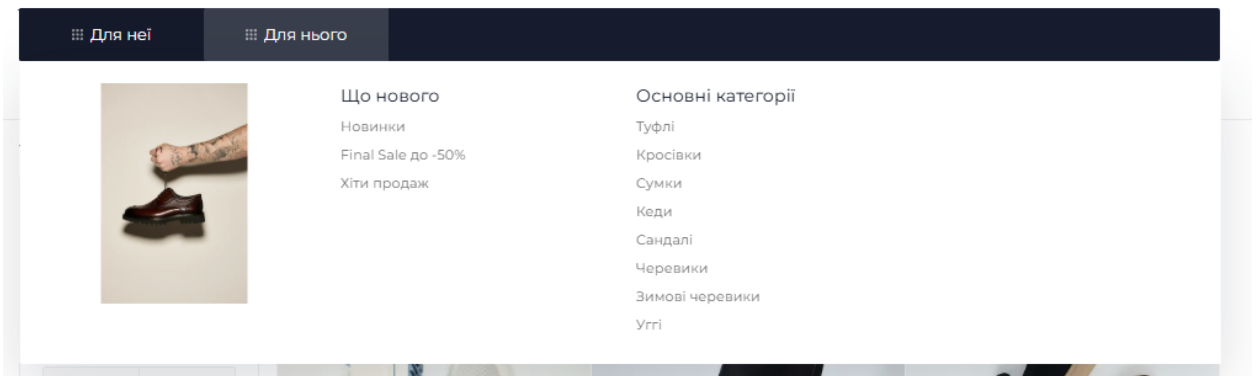 Для неї
Для нього
Що нового
Новинки
Final Sale до -50%
Хіти продаж
Основні категорії
Туфлі
Кросівки
Сумки
Кеди
Сандалі
Черевики
Зимові черевики
Уггі